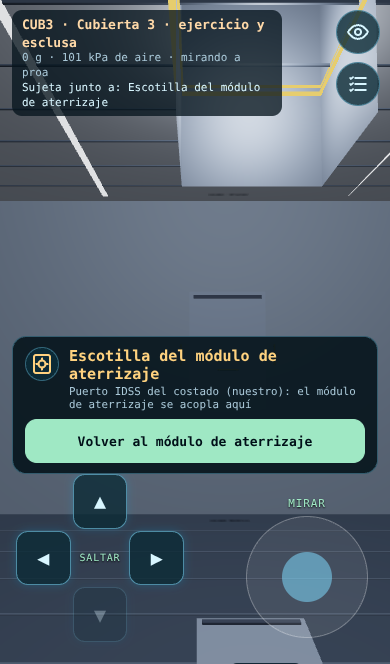 CUB3 · Cubierta 3 · ejercicio y
esclusa
0 g · 101 kPa de aire · mirando a
proa
Sujeta junto a: Escotilla del módulo
de aterrizaje
Escotilla del módulo de
aterrizaje
Puerto IDSS del costado (nuestro): el módulo
de aterrizaje se acopla aquí
Volver al módulo de aterrizaje
MIRAR
SALTAR